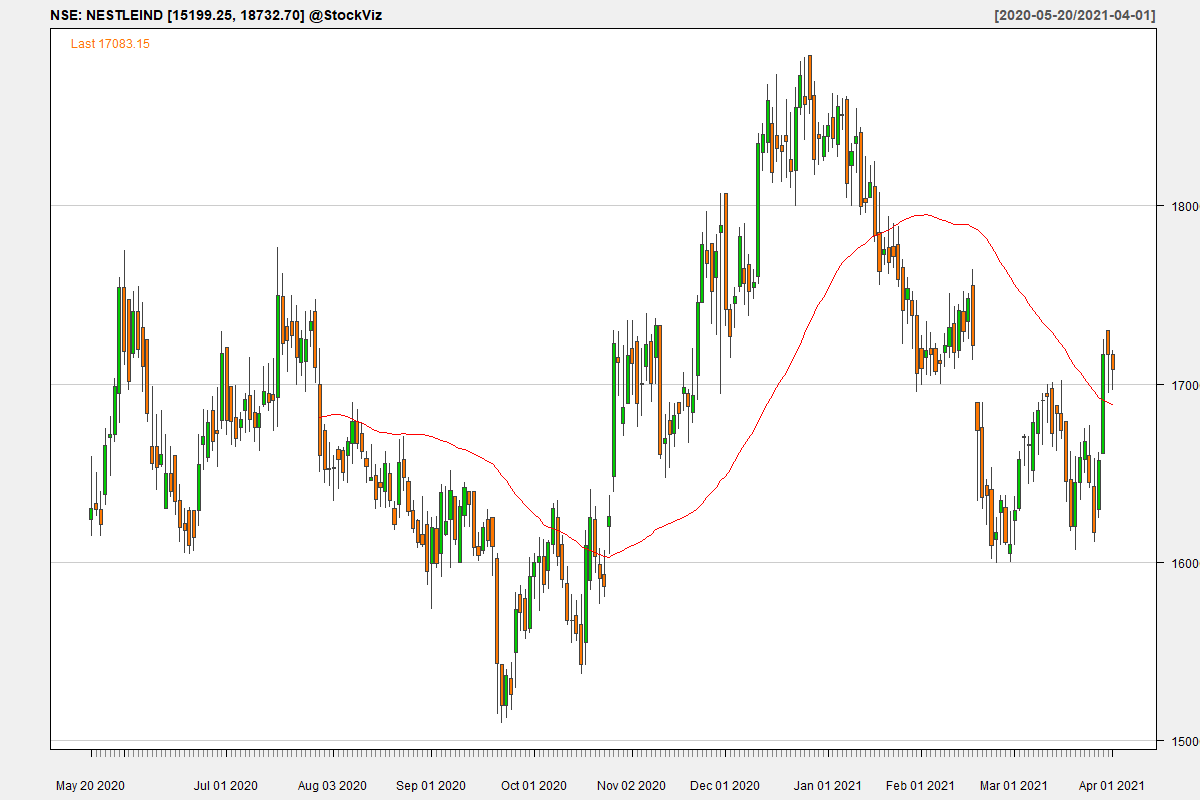 NSE: NESTLEIND [15199.25, 18732.70] @StockViz [2020-05-20/2021-04-01]
Last 17083.15
1800
1700
1600
1500
May 20 2020 Jul 01 2020 Aug 03 2020 Sep 01 2020 Oct 01 2020 Nov 02 2020 Dec 01 2020 Jan 01 2021 Feb 01 2021 Mar 01 2021 Apr 01 2021